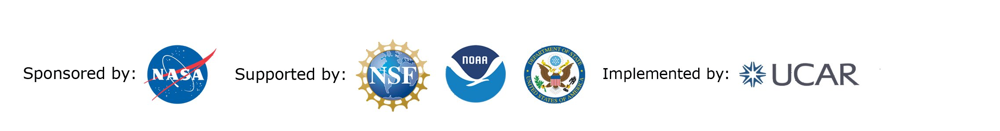 Sponsored by: NASA Supported by: NSF NOAA DEPARTMENT OF STATE UNITED STATES OF AMERICA Implemented by: UCAR